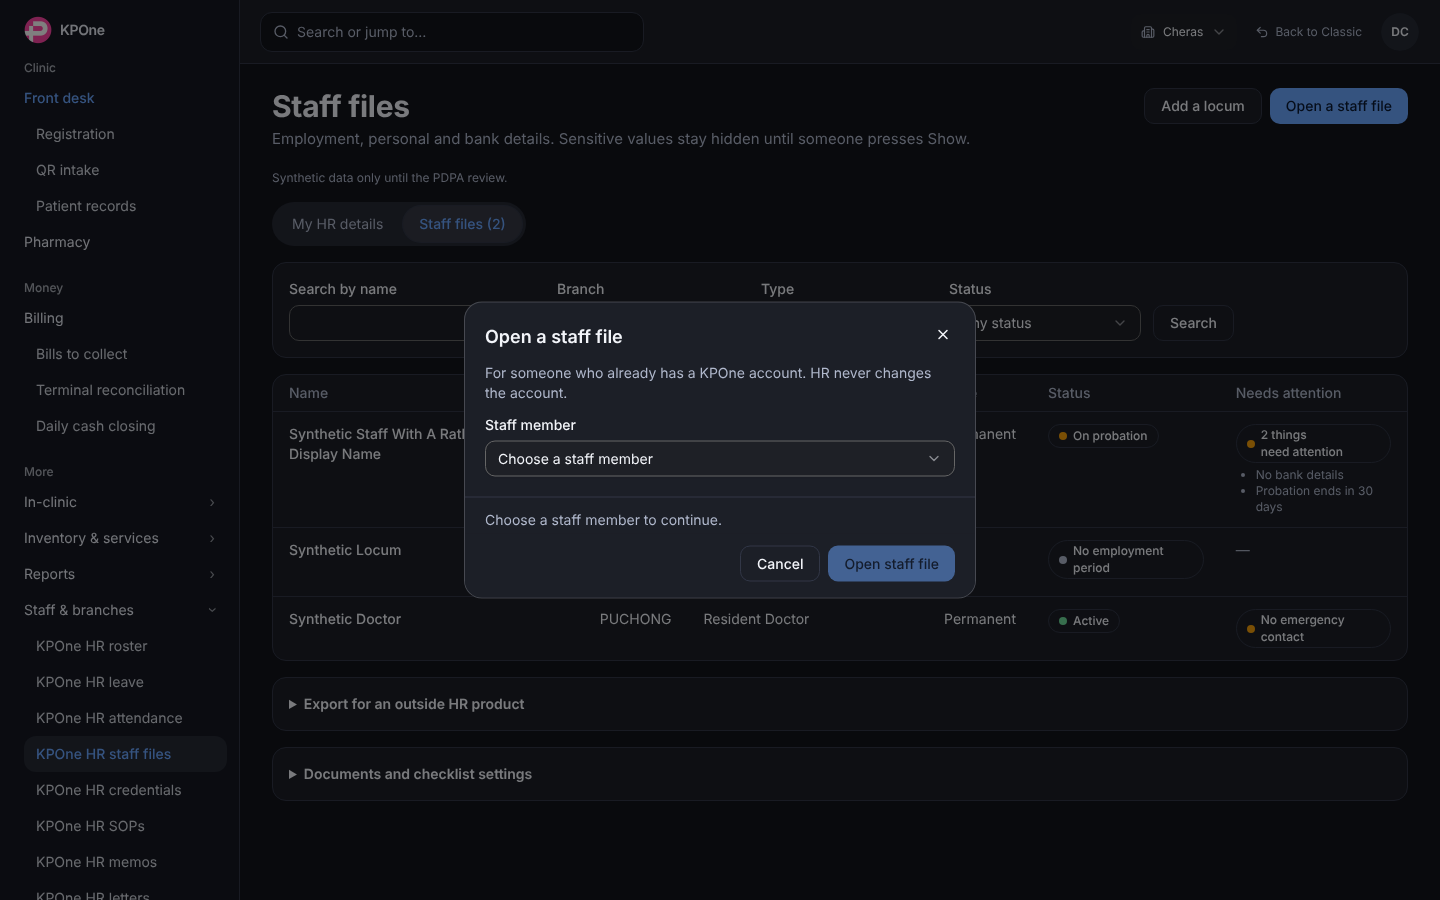 KPOne
Clinic
Front desk
Registration
QR intake
Patient records
Pharmacy
Money
Billing
Bills to collect
Terminal reconciliation
Daily cash closing
More
In-clinic
Inventory & services
Reports
Staff & branches
KPOne HR roster
KPOne HR leave
KPOne HR attendance
KPOne HR staff files
KPOne HR credentials
KPOne HR SOPs
KPOne HR memos
KPOne HR letters
Search or jump to...
Cheras
Back to Classic
DC
Staff files
Add a locum
Open a staff file
Employment, personal and bank details. Sensitive values stay hidden until someone presses Show.
Synthetic data only until the PDPA review.
My HR details
Staff files (2)
Search by name
Branch
Type
Status
ny status
Search
Name
Status
Needs attention
Synthetic Staff With A Rat
Display Name
anent
On probation
2 things
need attention
No bank details
Probation ends in 30
days
Synthetic Locum
No employment
period
—
Synthetic Doctor
PUCHONG
Resident Doctor
Permanent
Active
No emergency
contact
Export for an outside HR product
Documents and checklist settings
Open a staff file
For someone who already has a KPOne account. HR never changes
the account.
Staff member
Choose a staff member
Choose a staff member to continue.
Cancel
Open staff file